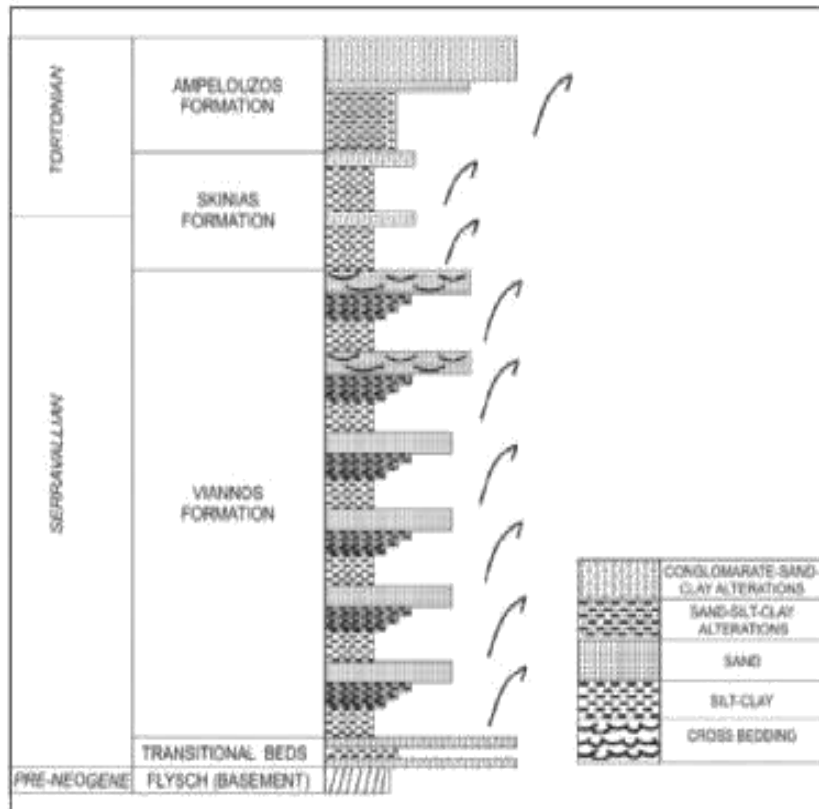 TORTONIAN
AMPELOUZOS
FORMATION
SKINIAS
FORMATION
SERRAVALLIAN
VIANNOS
FORMATION
TRANSITIONAL BEDS
PRE-NEOGENE
FLYSCH (BASEMENT)
CONGLOMARATE-SAND-
CLAY ALTERATIONS
SAND-SILT-CLAY
ALTERATIONS
SAND
SILT-CLAY
CROSS BEDDING